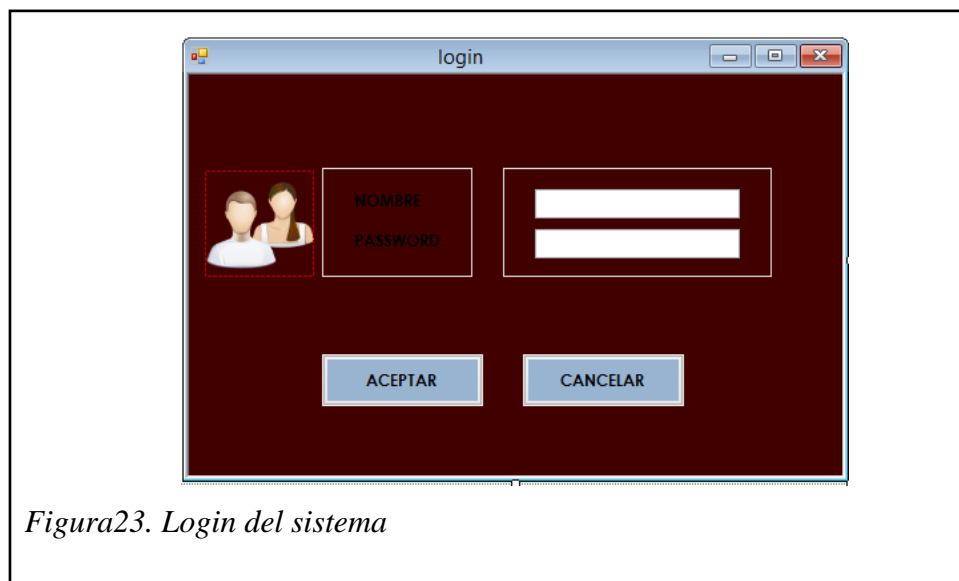 login
NOMBRE
PASSWORD
ACEPTAR
CANCELAR
Figura23. Login del sistema